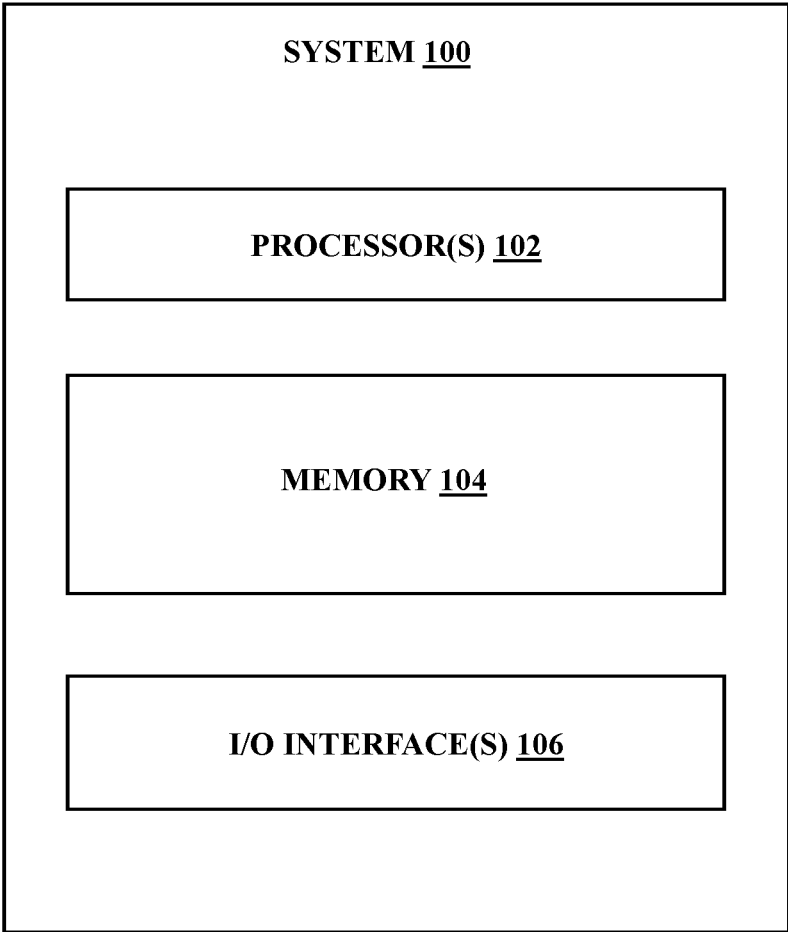 SYSTEM 100
PROCESSOR(S) 102
MEMORY 104
I/O INTERFACE(S) 106